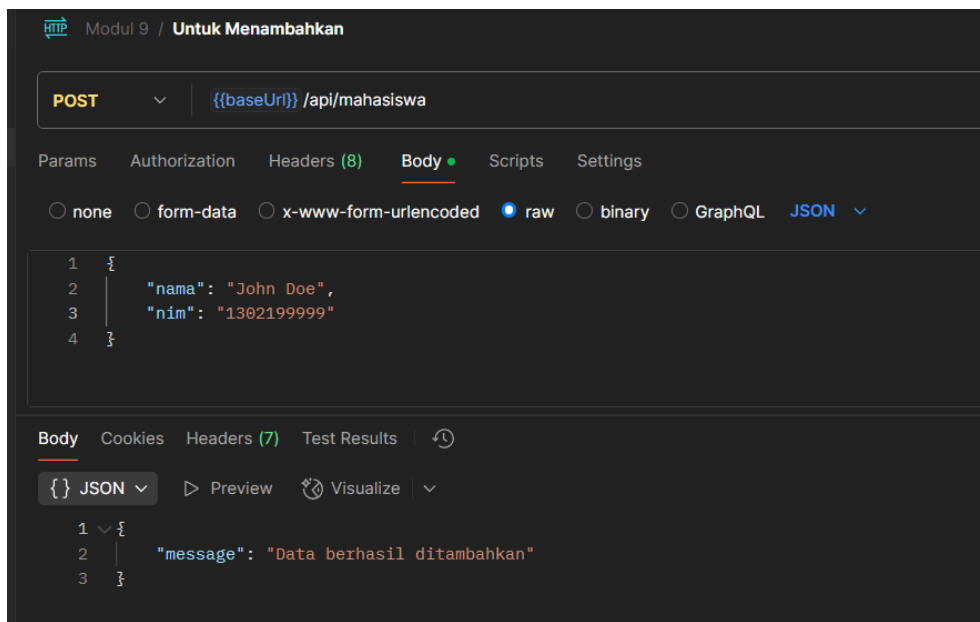 HTTP Modul 9 / Untuk Menambahkan
POST {{baseUrl}} /api/mahasiswa
Params Authorization Headers (8) Body Scripts Settings
none form-data x-www-form-urlencoded raw binary GraphQL JSON
1 {
2 "nama": "John Doe",
3 "nim": "1302199999"
4 }
Body Cookies Headers (7) Test Results
{} JSON Preview Visualize
1 {
2 "message": "Data berhasil ditambahkan"
3 }